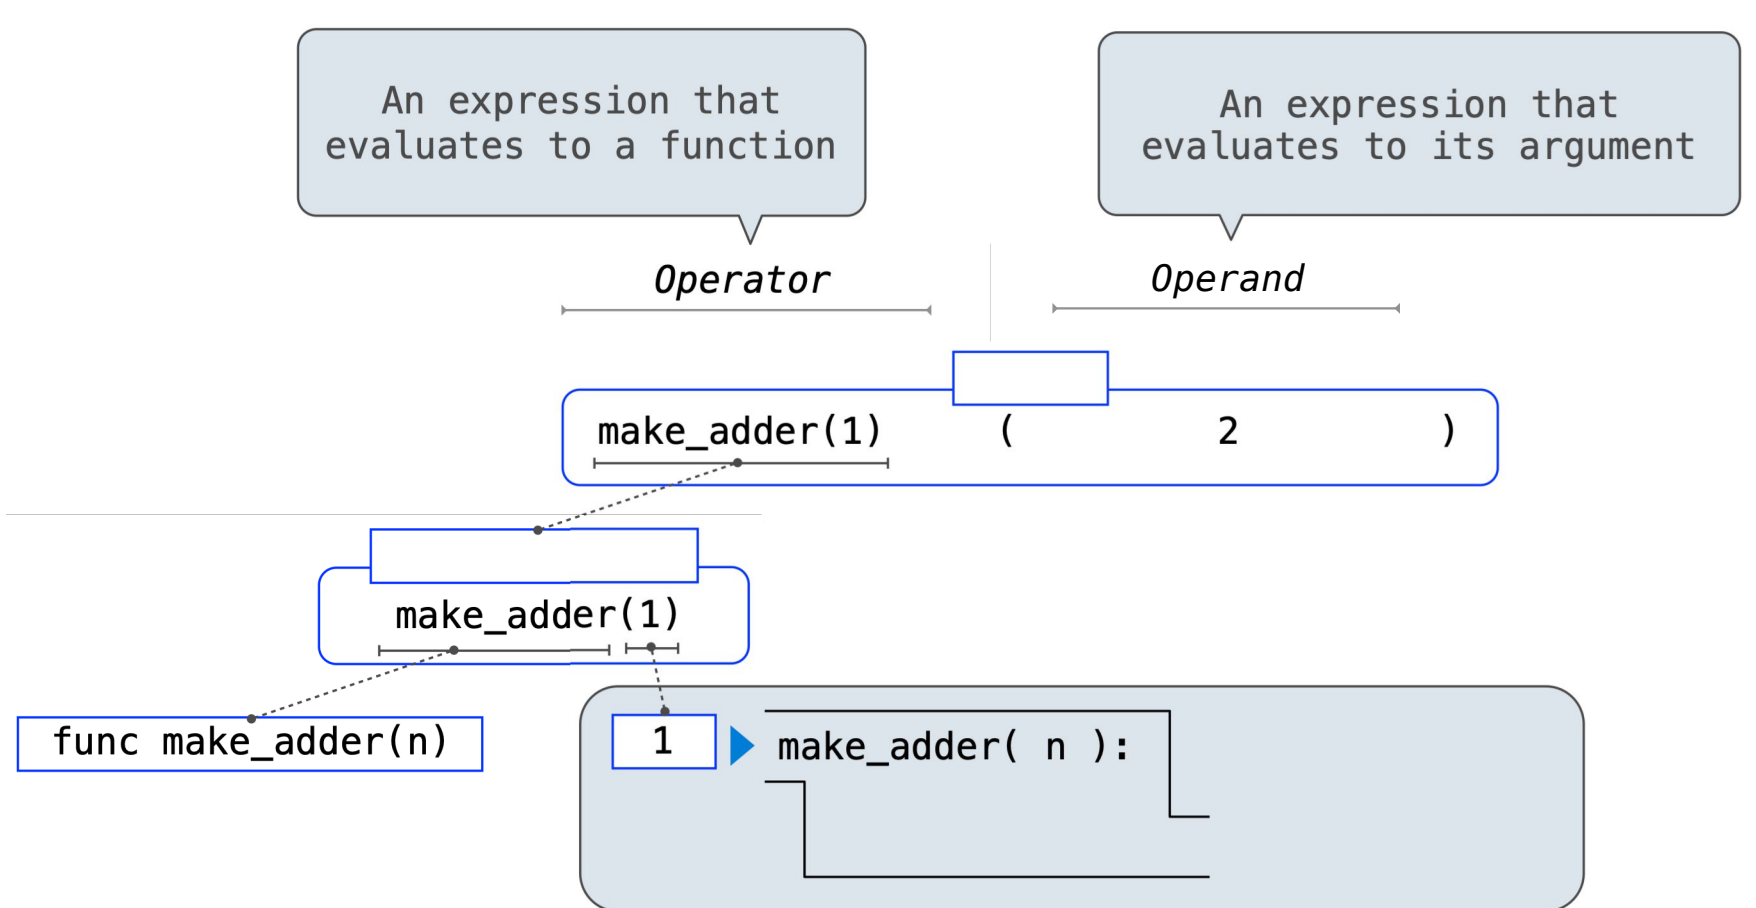 An expression that
evaluates to a function
An expression that
evaluates to its argument
Operator
Operand
make_adder(1) ( 2 )
make_adder(1)
func make_adder(n)
1
make_adder( n ):